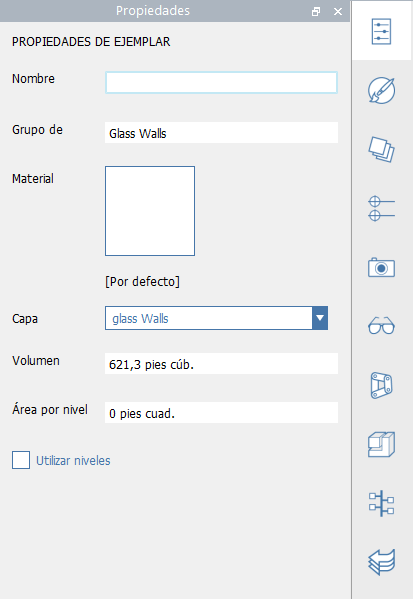 Propiedades
PROPIEDADES DE EJEMPLAR
Nombre
Grupo de
Glass Walls
Material
[Por defecto]
Capa
glass Walls
Volumen
621,3 pies cúb.
Área por nivel
0 pies cuad.
Utilizar niveles